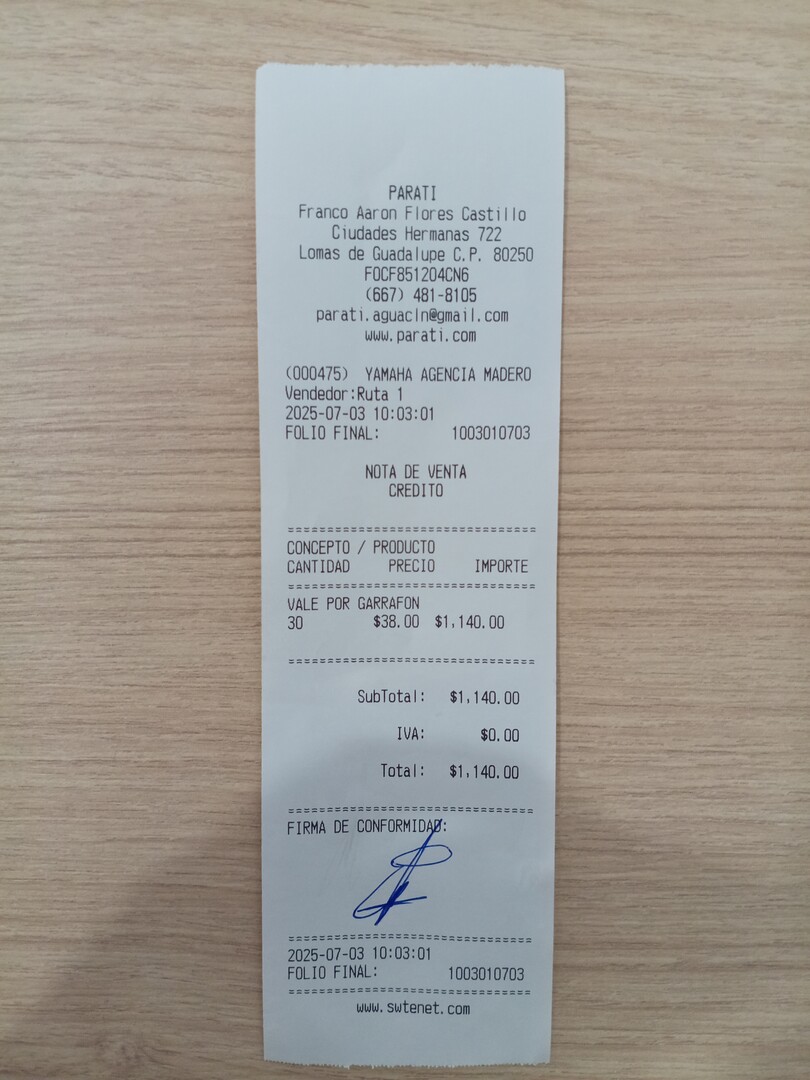 PARATI
Franco Aaron Flores Castillo
Ciudades Hermanas 722
Lomas de Guadalupe C.P. 80250
FOCF851204CN6
(667) 481-8105
parati.aguacln@gmail.com
www.parati.com
(000475) YAMAHA AGENCIA MADERO
Vendedor:Ruta 1
2025-07-03 10:03:01
FOLIO FINAL: 1003010703
NOTA DE VENTA
CREDITO
================================
CONCEPTO / PRODUCTO
CANTIDAD PRECIO IMPORTE
================================
VALE POR GARRAFON
30 $38.00 $1,140.00
================================
SubTotal: $1,140.00
IVA: $0.00
Total: $1,140.00
================================
FIRMA DE CONFORMIDAD:
================================
2025-07-03 10:03:01
FOLIO FINAL: 1003010703
================================
www.swtenet.com